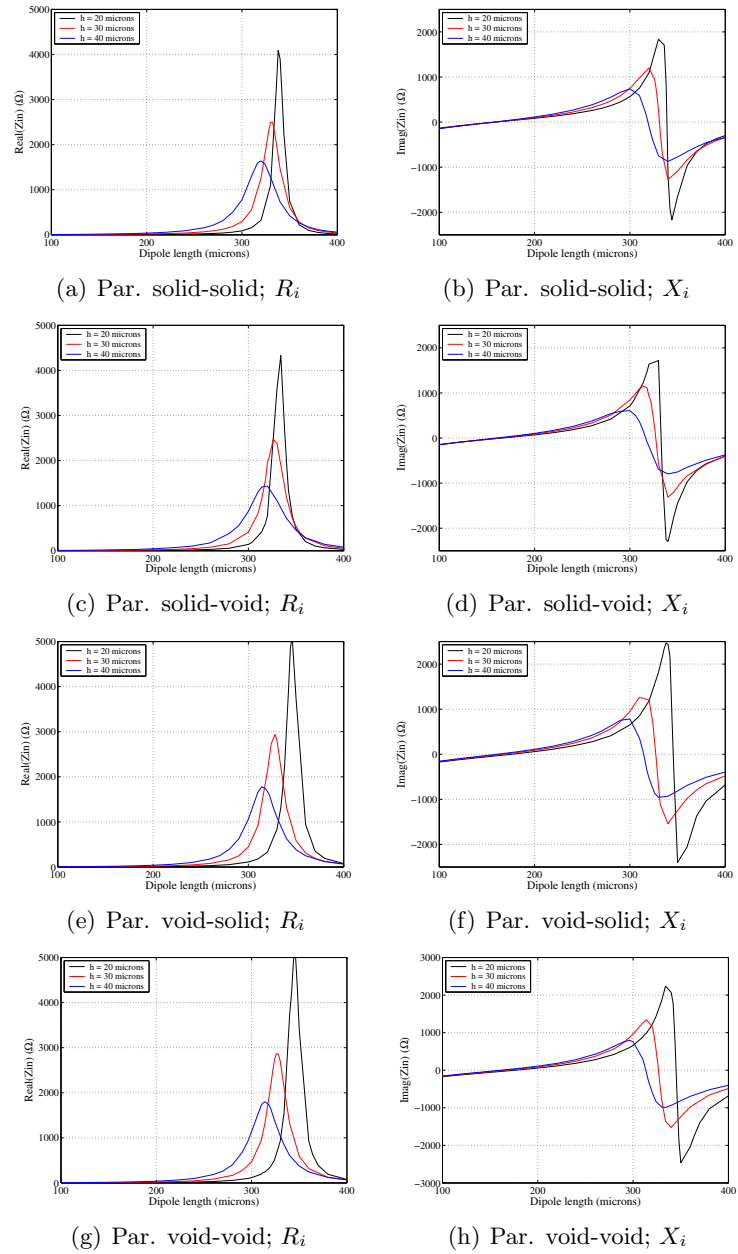 h = 20 microns
h = 30 microns
h = 40 microns
5000
4000
3000
2000
1000
0
100
200
300
400
Real(Zin) (Ω)
Dipole length (microns)
(a) Par. solid-solid; Ri
h = 20 microns
h = 30 microns
h = 40 microns
2000
1000
0
−1000
−2000
100
200
300
400
Imag(Zin) (Ω)
Dipole length (microns)
(b) Par. solid-solid; Xi
h = 20 microns
h = 30 microns
h = 40 microns
5000
4000
3000
2000
1000
0
100
200
300
400
Real(Zin) (Ω)
Dipole length (microns)
(c) Par. solid-void; Ri
h = 20 microns
h = 30 microns
h = 40 microns
2000
1000
0
−1000
−2000
100
200
300
400
Imag(Zin) (Ω)
Dipole length (microns)
(d) Par. solid-void; Xi
h = 20 microns
h = 30 microns
h = 40 microns
5000
4000
3000
2000
1000
0
100
200
300
400
Real(Zin) (Ω)
Dipole length (microns)
(e) Par. void-solid; Ri
h = 20 microns
h = 30 microns
h = 40 microns
2000
1000
0
−1000
−2000
100
200
300
400
Imag(Zin) (Ω)
Dipole length (microns)
(f) Par. void-solid; Xi
h = 20 microns
h = 30 microns
h = 40 microns
5000
4000
3000
2000
1000
0
100
200
300
400
Real(Zin) (Ω)
Dipole length (microns)
(g) Par. void-void; Ri
h = 20 microns
h = 30 microns
h = 40 microns
3000
2000
1000
0
−1000
−2000
−3000
100
200
300
400
Imag(Zin) (Ω)
Dipole length (microns)
(h) Par. void-void; Xi